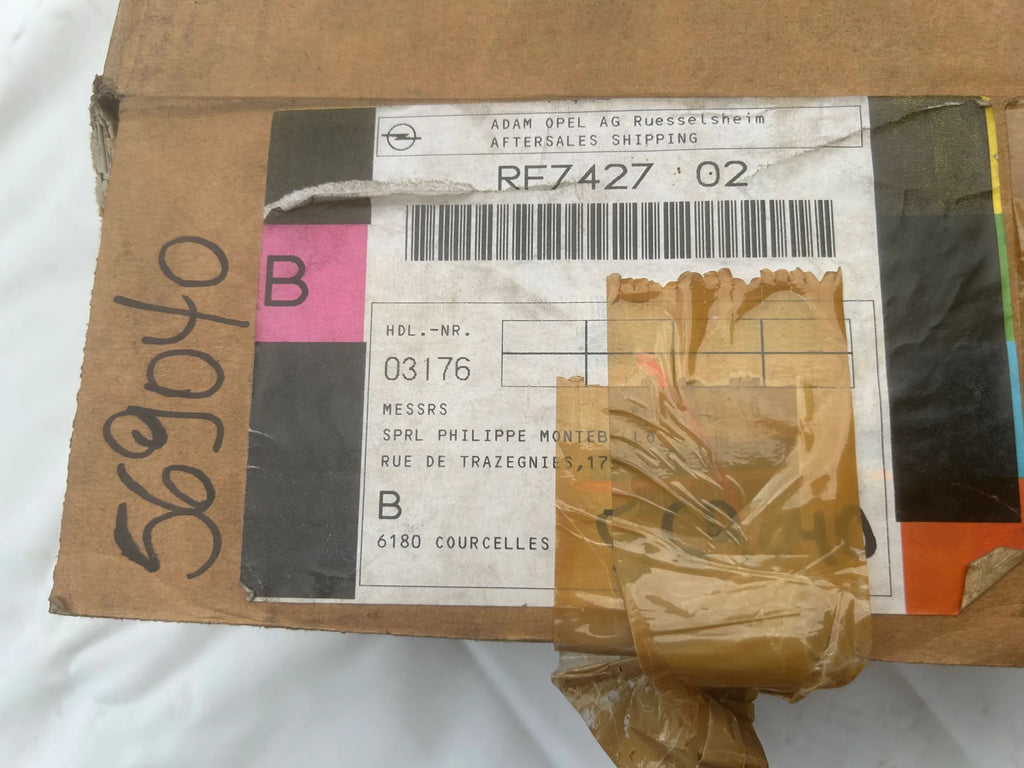 ADAM OPEL AG Ruesselsheim
AFTERSALES SHIPPING
RF7427 02
B
HDL.-NR.
03176
MESSRS
SPRL PHILIPPE
RUE DE TRAZEGNIES,17
B
6180 COURCELLES
569040